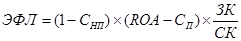 ЭФЛ = (1 − С_НП) × (ROA − С_П) × ЗК/СК